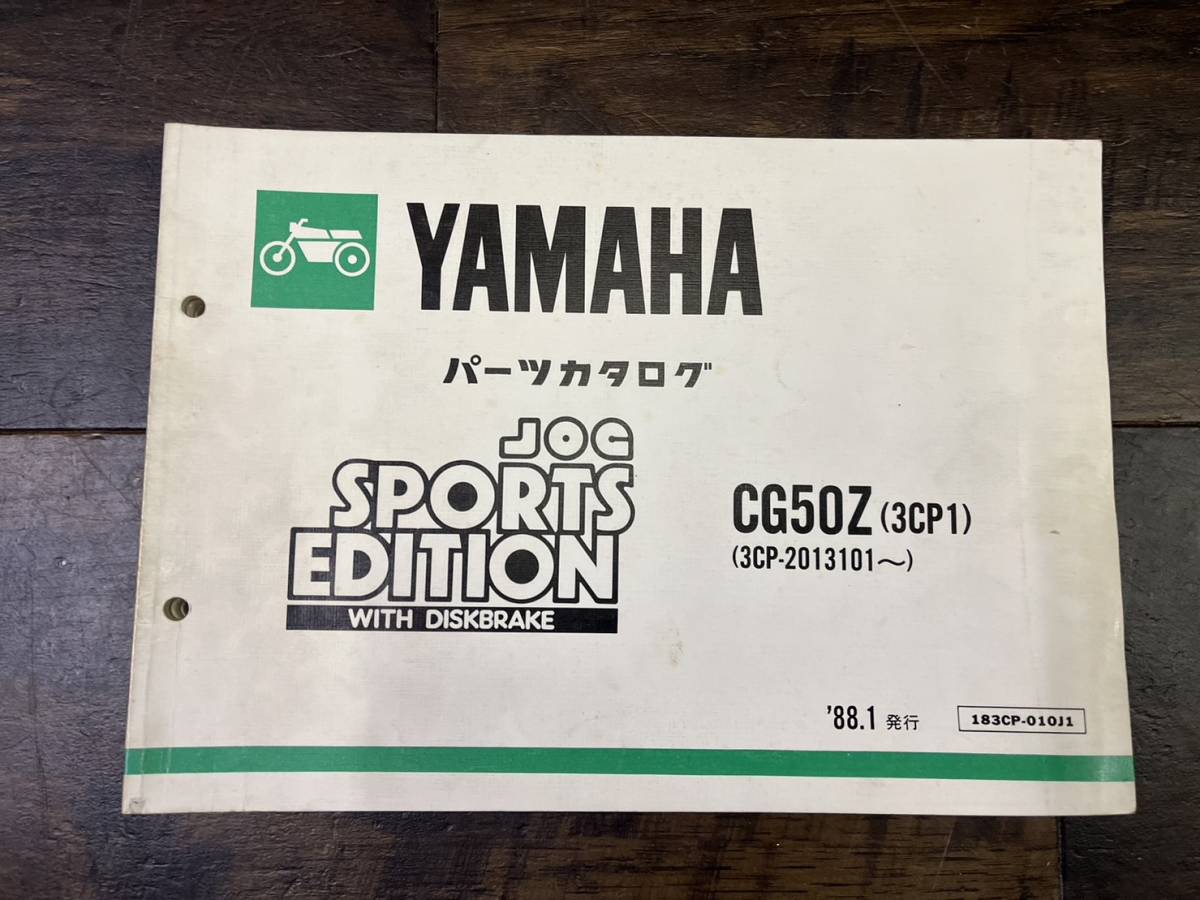 YAMAHA
パーツカタログ
JOG
SPORTS
EDITION
WITH DISKBRAKE
CG50Z (3CP1)
(3CP-2013101〜)
'88.1 発行
183CP-010J1